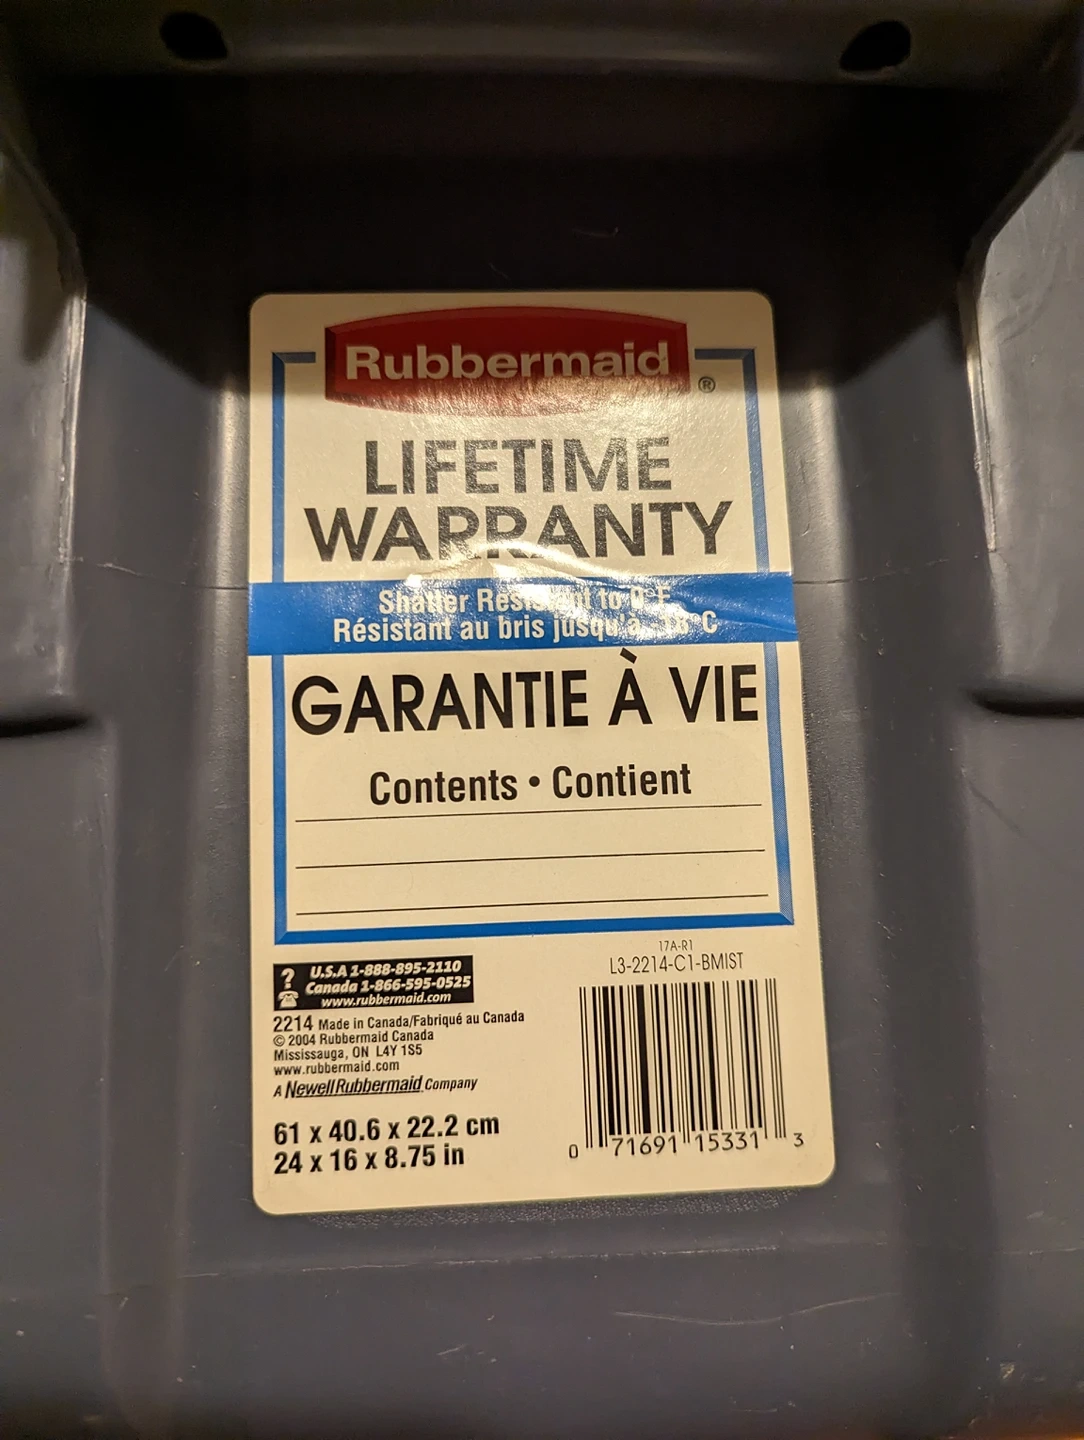 Rubbermaid®
LIFETIME
WARRANTY
Shatter Resistant to 0°F
Résistant au bris jusqu'à -18°C
GARANTIE À VIE
Contents • Contient
17A-R1
L3-2214-C1-BMIST
? U.S.A 1-888-895-2110
Canada 1-866-595-0525
www.rubbermaid.com
2214 Made in Canada/Fabriqué au Canada
© 2004 Rubbermaid Canada
Mississauga, ON L4Y 1S5
www.rubbermaid.com
A Newell Rubbermaid Company
61 x 40.6 x 22.2 cm
24 x 16 x 8.75 in
0 71691 15331 3